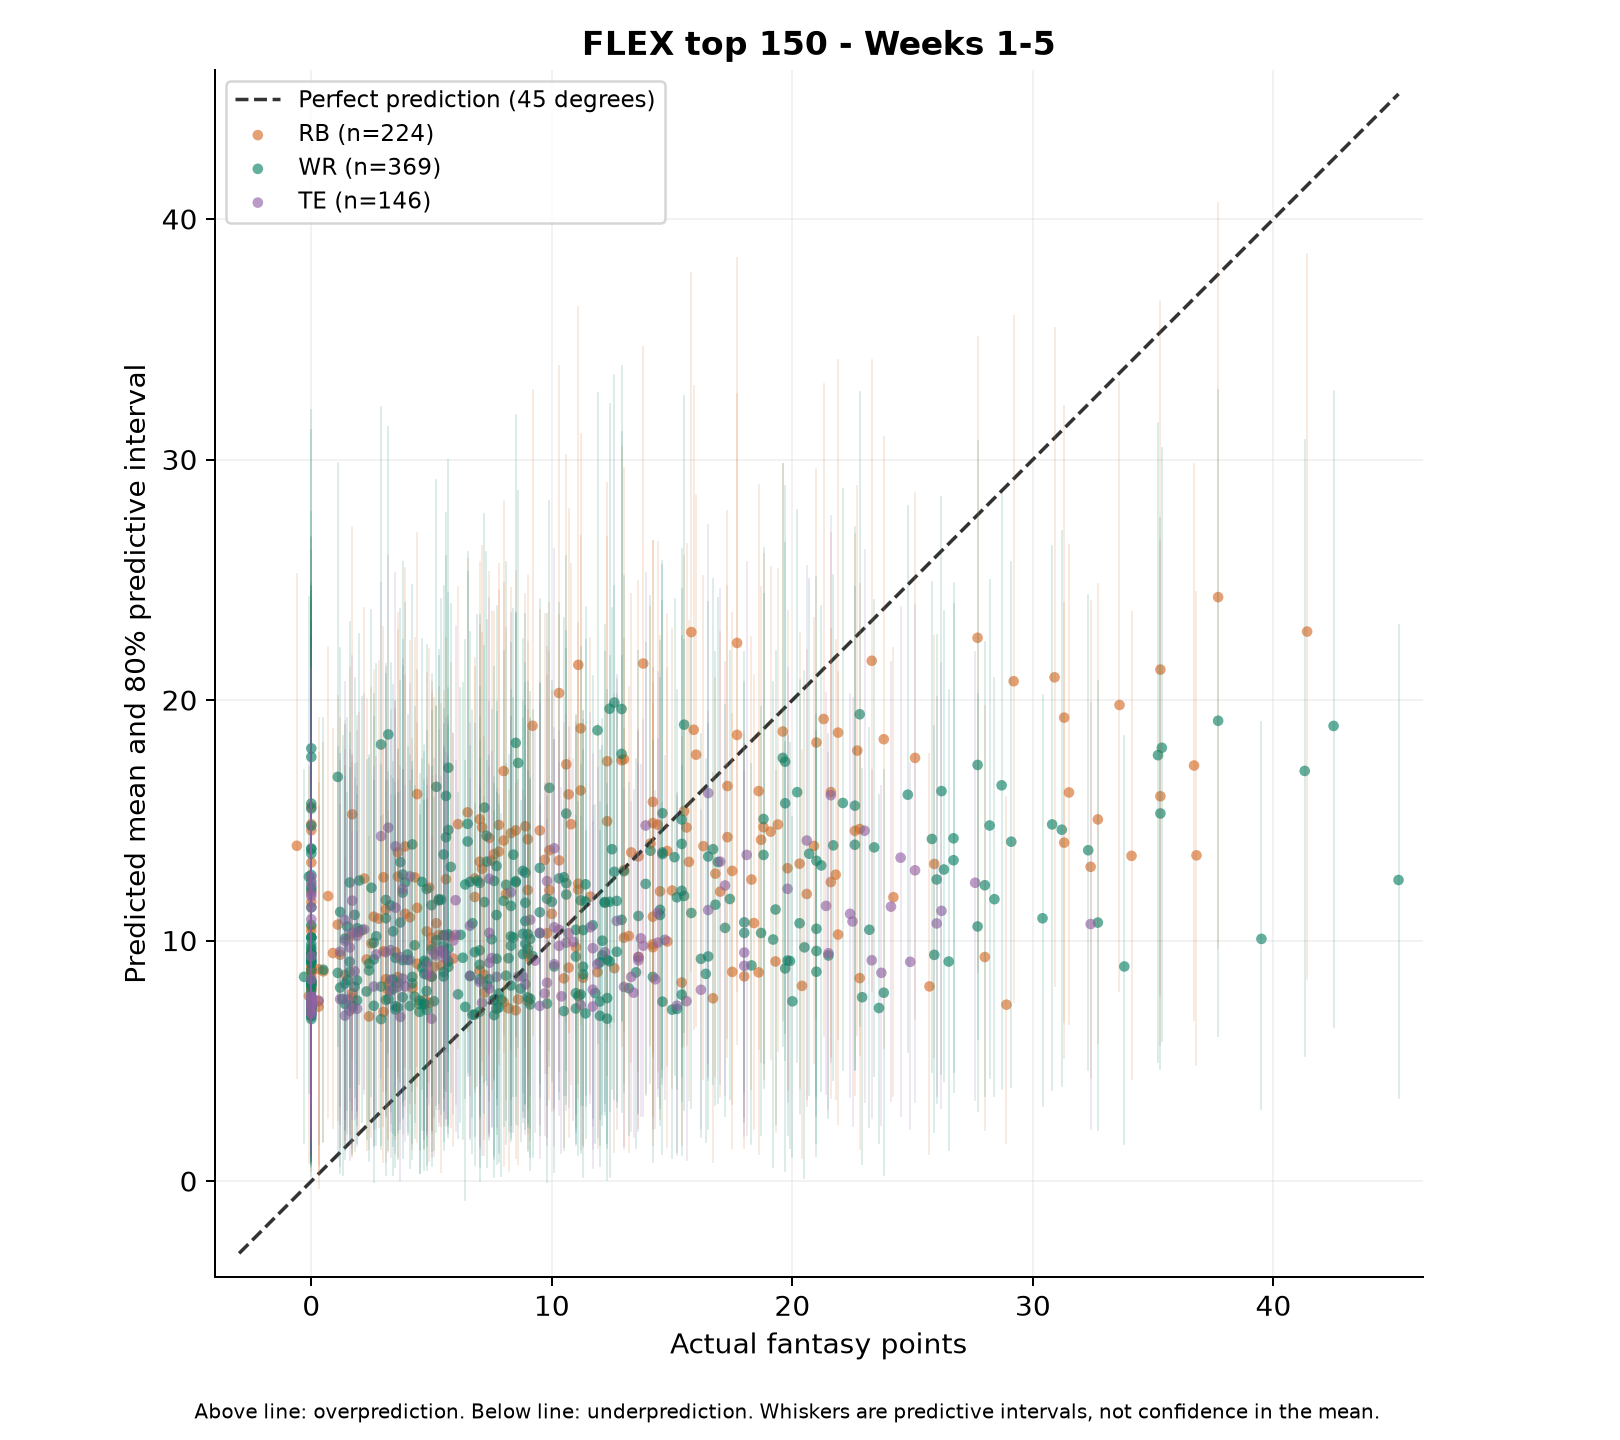 FLEX top 150 - Weeks 1-5
Perfect prediction (45 degrees)
RB (n=224)
WR (n=369)
TE (n=146)
Predicted mean and 80% predictive interval
40
30
20
10
0
0
10
20
30
40
Actual fantasy points
Above line: overprediction. Below line: underprediction. Whiskers are predictive intervals, not confidence in the mean.